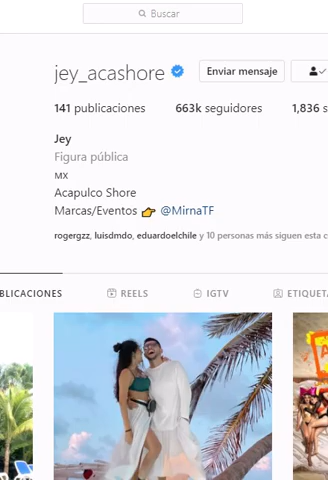 Buscar
jey_acashore
Enviar mensaje
141 publicaciones 663k seguidores 1,836 s
Jey
Figura pública
MX
Acapulco Shore
Marcas/Eventos 👉 @MirnaTF
rogergzz, luisdmdo, eduardoelchile y 10 personas más siguen esta c
BLICACIONES REELS IGTV ETIQUETA